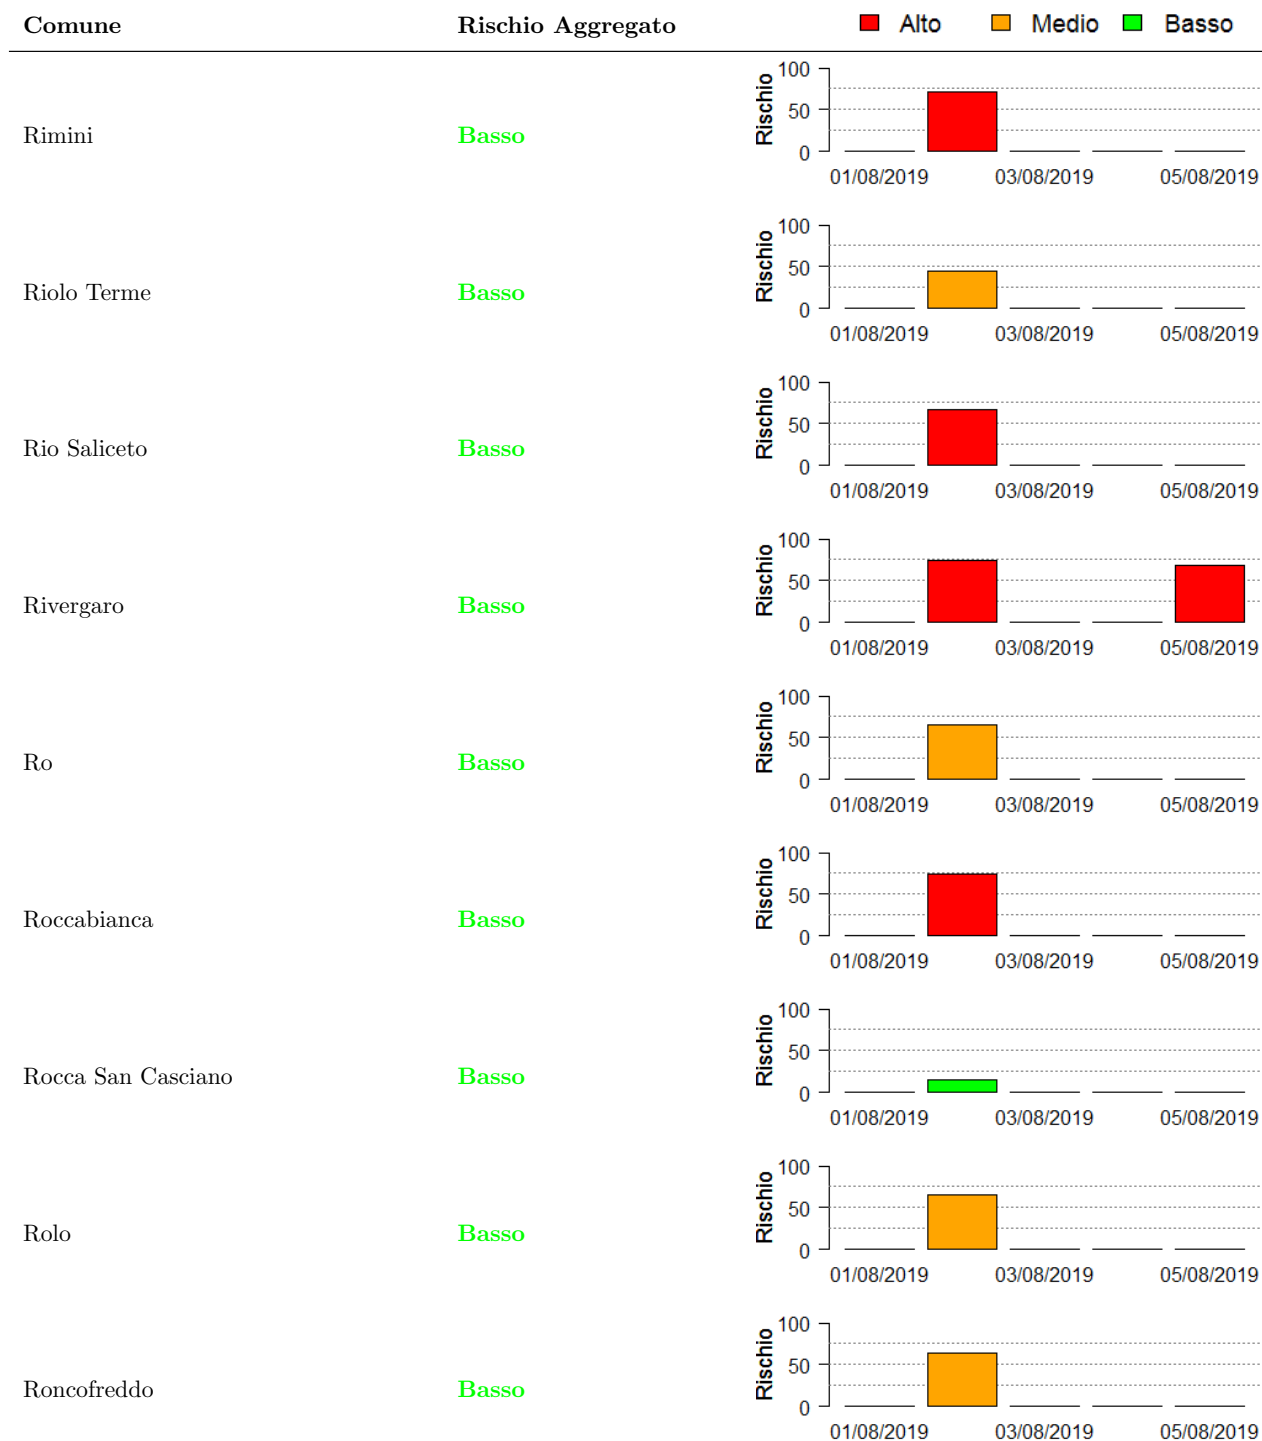 Comune Rischio Aggregato Alto Medio Basso
100
50
0
Rischio
Rimini Basso
01/08/2019 03/08/2019 05/08/2019
100
50
0
Rischio
Riolo Terme Basso
01/08/2019 03/08/2019 05/08/2019
100
50
0
Rischio
Rio Saliceto Basso
01/08/2019 03/08/2019 05/08/2019
100
50
0
Rischio
Rivergaro Basso
01/08/2019 03/08/2019 05/08/2019
100
50
0
Rischio
Ro Basso
01/08/2019 03/08/2019 05/08/2019
100
50
0
Rischio
Roccabianca Basso
01/08/2019 03/08/2019 05/08/2019
100
50
0
Rischio
Rocca San Casciano Basso
01/08/2019 03/08/2019 05/08/2019
100
50
0
Rischio
Rolo Basso
01/08/2019 03/08/2019 05/08/2019
100
50
0
Rischio
Roncofreddo Basso
01/08/2019 03/08/2019 05/08/2019